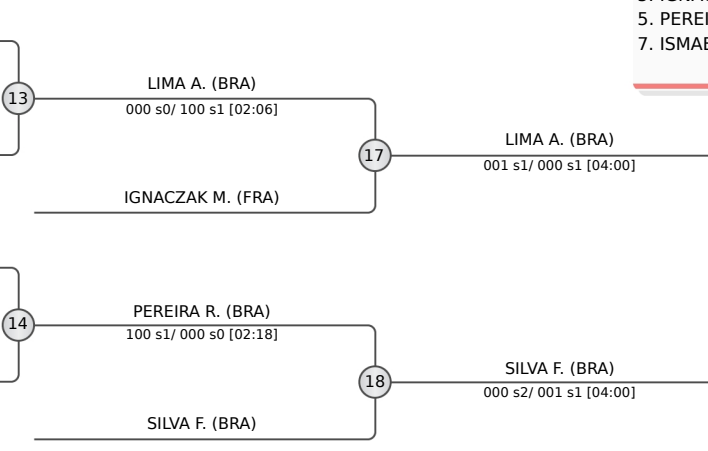 5. PEREI
7. ISMAE
13
LIMA A. (BRA)
000 s0/ 100 s1 [02:06]
17
LIMA A. (BRA)
001 s1/ 000 s1 [04:00]
IGNACZAK M. (FRA)
14
PEREIRA R. (BRA)
100 s1/ 000 s0 [02:18]
18
SILVA F. (BRA)
000 s2/ 001 s1 [04:00]
SILVA F. (BRA)